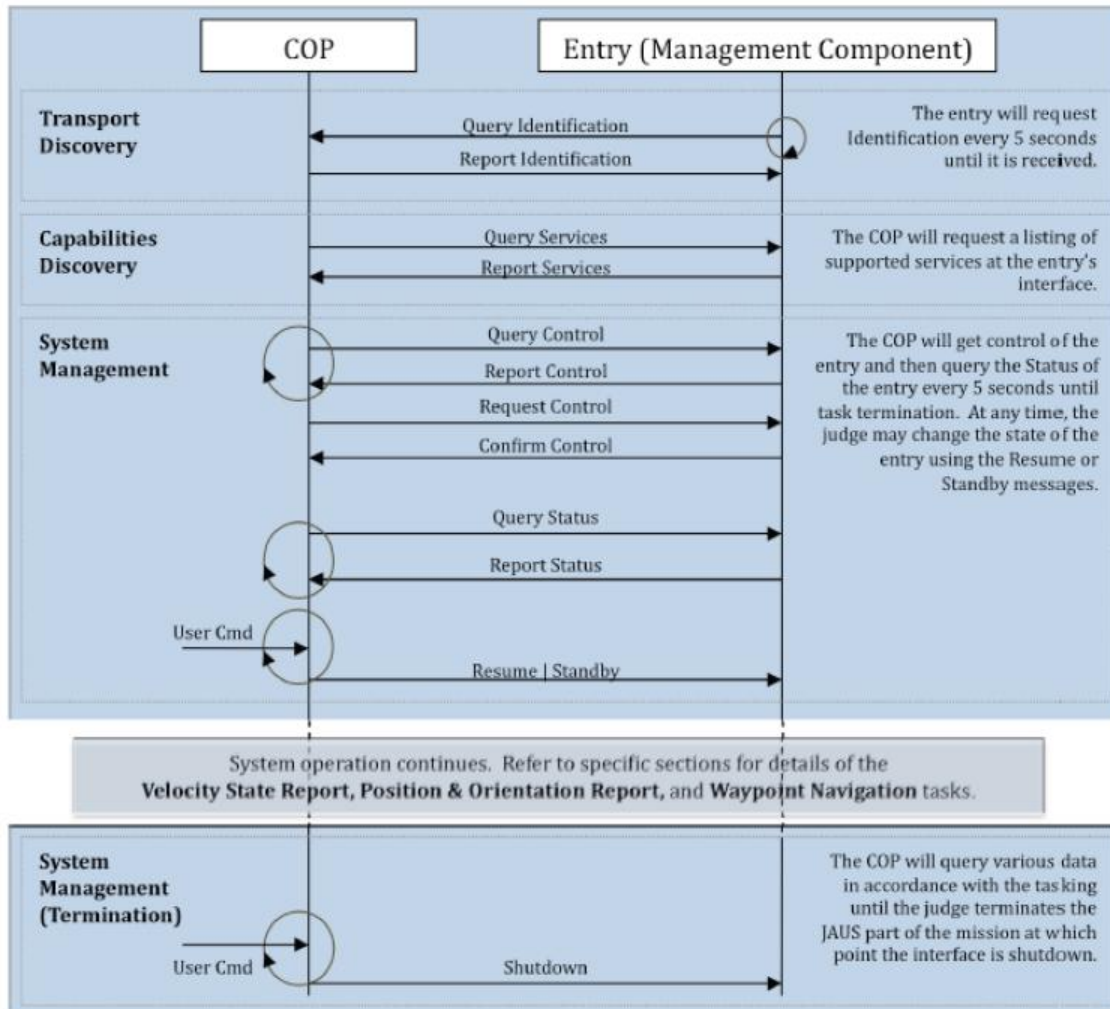 COP
Entry (Management Component)
Transport
Discovery
Query Identification
Report Identification
The entry will request
Identification every 5 seconds
until it is received.
Capabilities
Discovery
Query Services
Report Services
The COP will request a listing of
supported services at the entry's
interface.
System
Management
Query Control
Report Control
Request Control
Confirm Control
Query Status
Report Status
User Cmd
Resume | Standby
The COP will get control of the
entry and then query the Status of
the entry every 5 seconds until
task termination. At any time, the
judge may change the state of the
entry using the Resume or
Standby messages.
System operation continues. Refer to specific sections for details of the
Velocity State Report, Position & Orientation Report, and Waypoint Navigation tasks.
System
Management
(Termination)
User Cmd
Shutdown
The COP will query various data
in accordance with the tasking
until the judge terminates the
JAUS part of the mission at which
point the interface is shutdown.